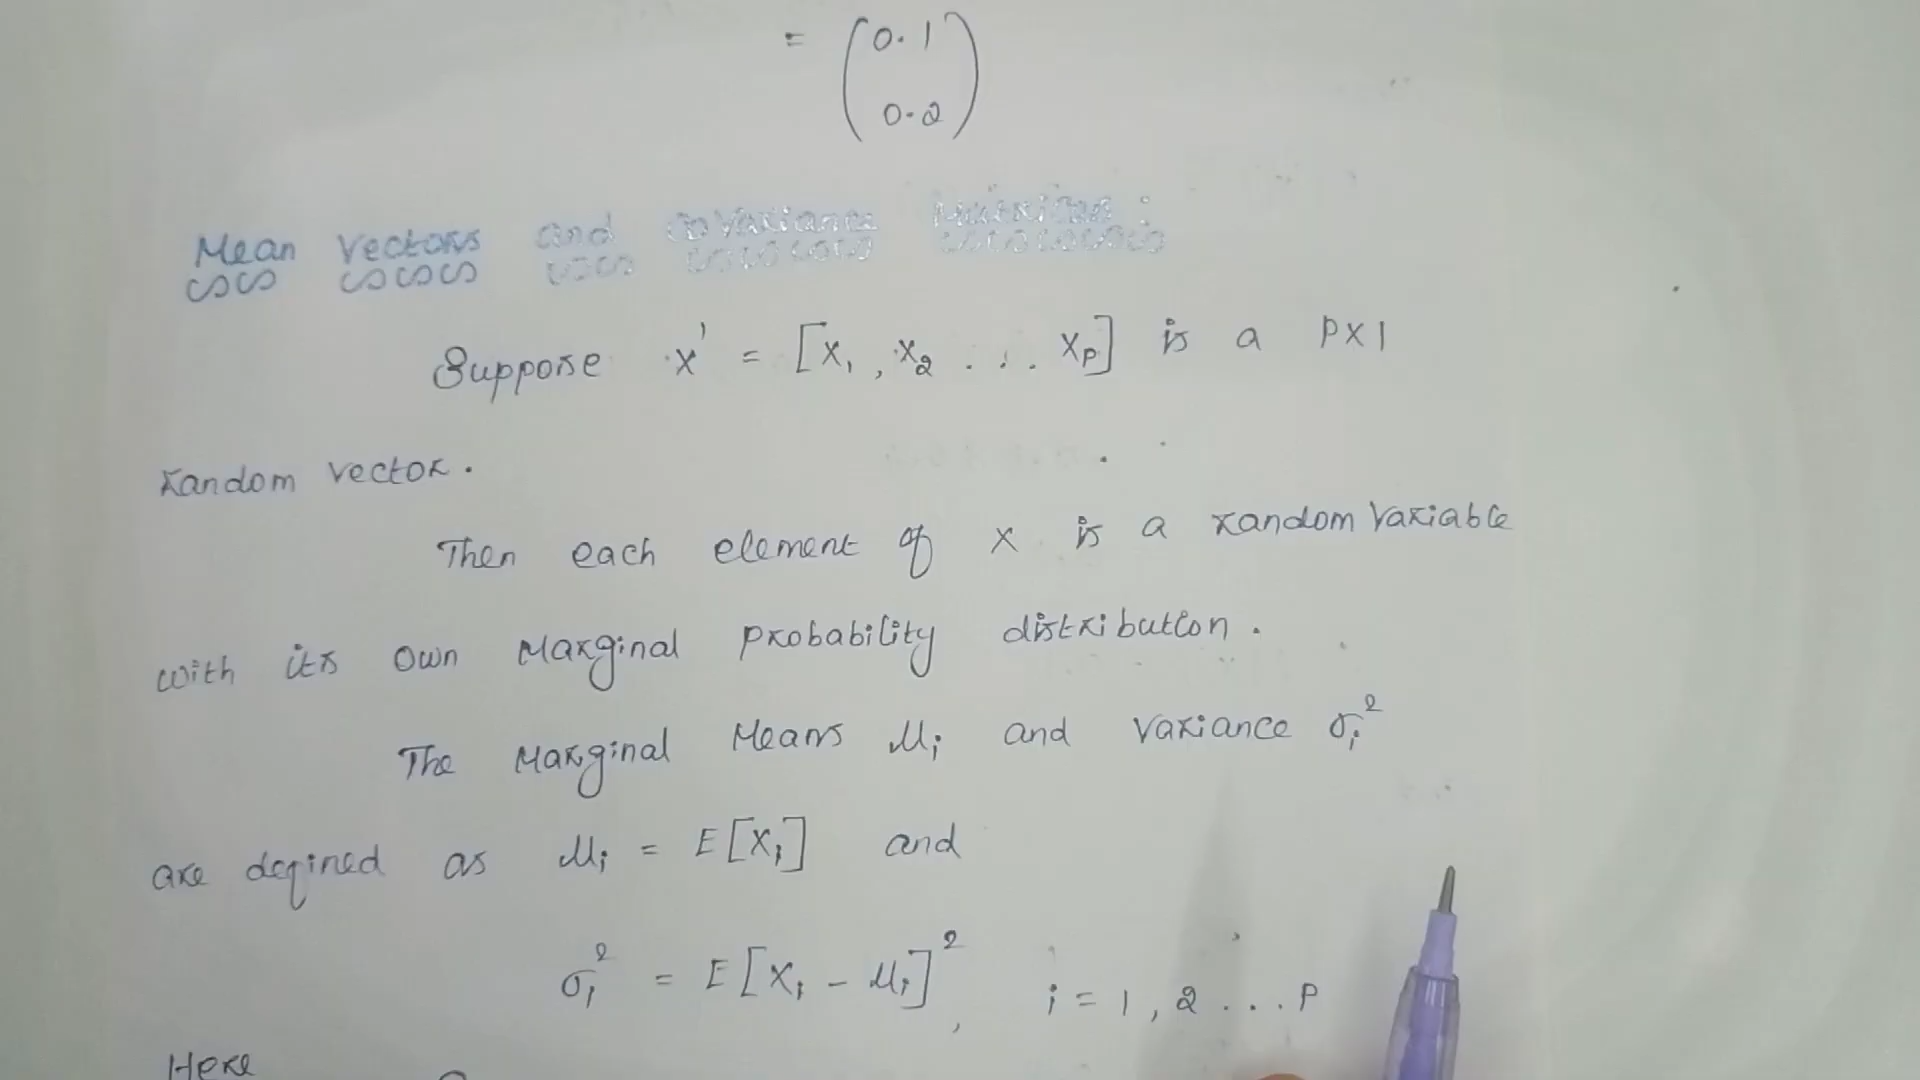 = (0.1
0.2)
Mean Vectors and covariance Matrices :
Suppose x' = [x₁, x₂ ... xₚ] is a p×1
random vector.
Then each element of x is a random variable
with its own Marginal probability distribution.
The Marginal Means μᵢ and variance σᵢ²
are defined as μᵢ = E[xᵢ] and
σᵢ² = E[xᵢ - μᵢ]², i = 1, 2 ... p
Here